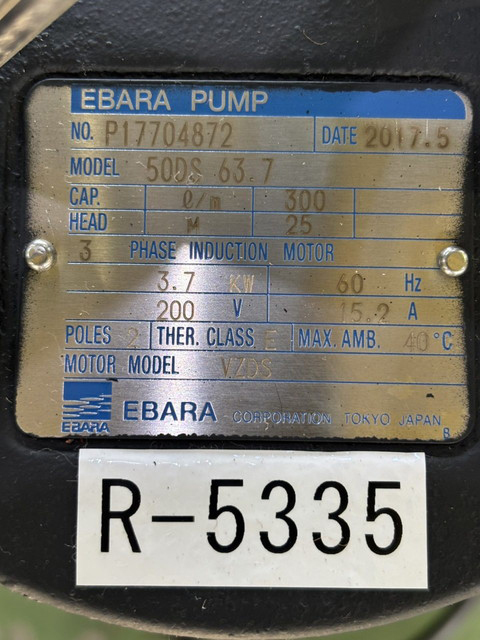 EBARA PUMP
NO. P17704872 DATE 2017.5
MODEL 50DS 63.7
CAP. ℓ/m 300
HEAD M 25
3 PHASE INDUCTION MOTOR
3.7 KW 60 Hz
200 V 15.2 A
POLES 2 THER. CLASS E MAX. AMB. 40°C
MOTOR MODEL VZDS
EBARA EBARA CORPORATION TOKYO JAPAN
B
R-5335